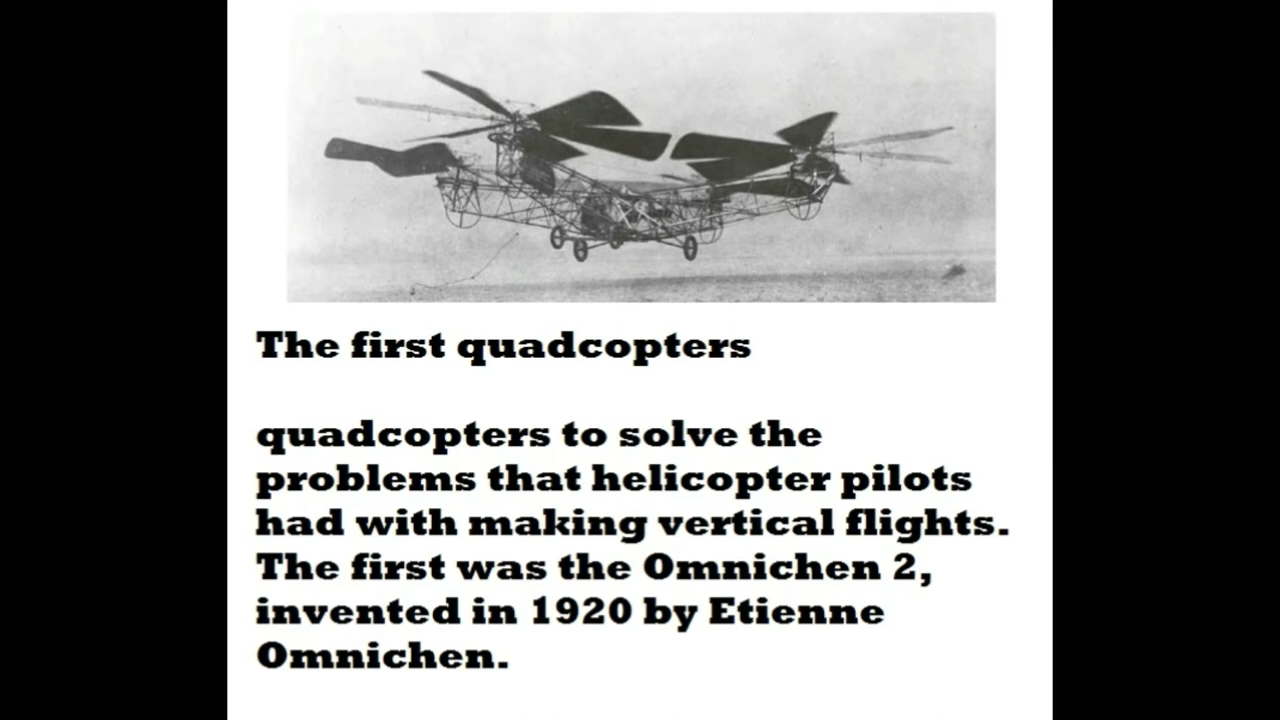 The first quadcopters
quadcopters to solve the
problems that helicopter pilots
had with making vertical flights.
The first was the Omnichen 2,
invented in 1920 by Etienne
Omnichen.